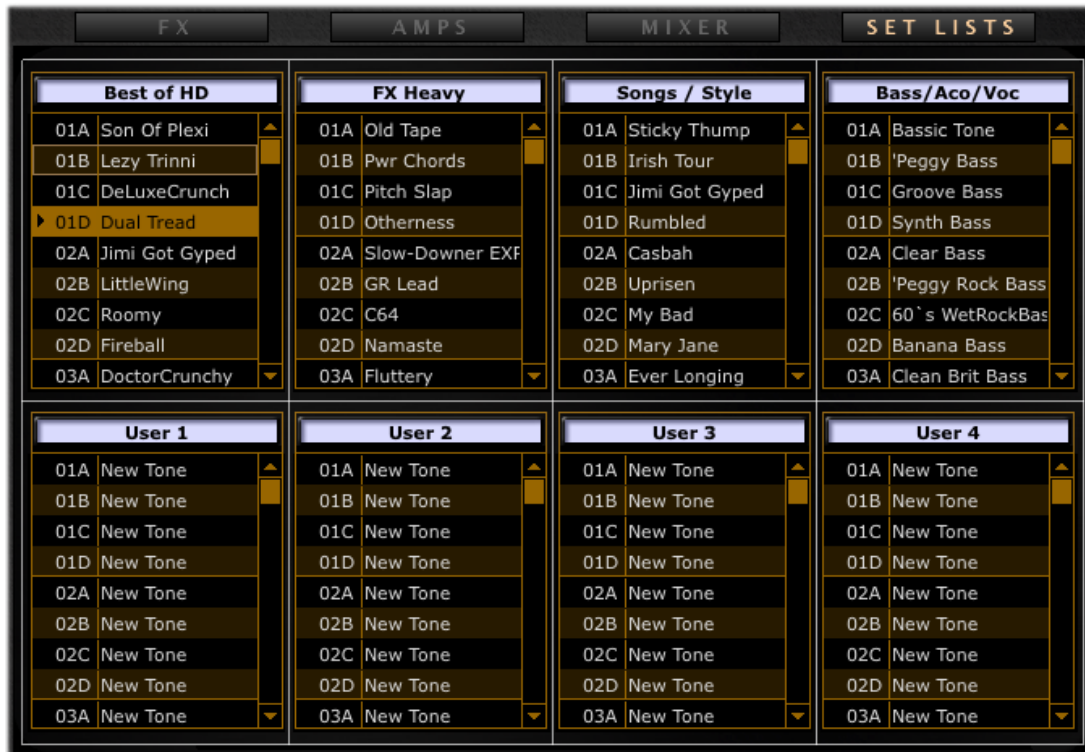 FX AMPS MIXER SET LISTS
Best of HD
01A Son Of Plexi
01B Lezy Trinni
01C DeLuxeCrunch
01D Dual Tread
02A Jimi Got Gyped
02B LittleWing
02C Roomy
02D Fireball
03A DoctorCrunchy
FX Heavy
01A Old Tape
01B Pwr Chords
01C Pitch Slap
01D Otherness
02A Slow-Downer EXP
02B GR Lead
02C C64
02D Namaste
03A Fluttery
Songs / Style
01A Sticky Thump
01B Irish Tour
01C Jimi Got Gyped
01D Rumbled
02A Casbah
02B Uprisen
02C My Bad
02D Mary Jane
03A Ever Longing
Bass/Aco/Voc
01A Bassic Tone
01B 'Peggy Bass
01C Groove Bass
01D Synth Bass
02A Clear Bass
02B 'Peggy Rock Bass
02C 60`s WetRockBas
02D Banana Bass
03A Clean Brit Bass
User 1
01A New Tone
01B New Tone
01C New Tone
01D New Tone
02A New Tone
02B New Tone
02C New Tone
02D New Tone
03A New Tone
User 2
01A New Tone
01B New Tone
01C New Tone
01D New Tone
02A New Tone
02B New Tone
02C New Tone
02D New Tone
03A New Tone
User 3
01A New Tone
01B New Tone
01C New Tone
01D New Tone
02A New Tone
02B New Tone
02C New Tone
02D New Tone
03A New Tone
User 4
01A New Tone
01B New Tone
01C New Tone
01D New Tone
02A New Tone
02B New Tone
02C New Tone
02D New Tone
03A New Tone